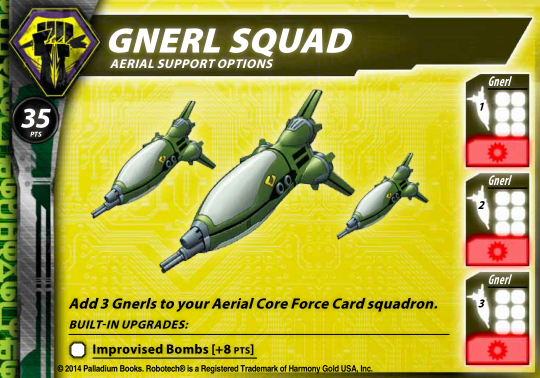 GNERL SQUAD
AERIAL SUPPORT OPTIONS
35
PTS
Gnerl
1
Gnerl
2
Gnerl
3
Add 3 Gnerls to your Aerial Core Force Card squadron.
BUILT-IN UPGRADES:
Improvised Bombs [+8 PTS]
© 2014 Palladium Books. Robotech® is a Registered Trademark of Harmony Gold USA, Inc.